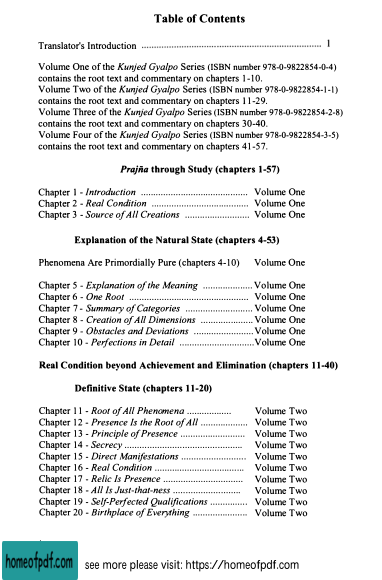 Table of Contents
Translator's Introduction ........................................................................ 1
Volume One of the Kunjed Gyalpo Series (ISBN number 978-0-9822854-0-4)
contains the root text and commentary on chapters 1-10.
Volume Two of the Kunjed Gyalpo Series (ISBN number 978-0-9822854-1-1)
contains the root text and commentary on chapters 11-29.
Volume Three of the Kunjed Gyalpo Series (ISBN number 978-0-9822854-2-8)
contains the root text and commentary on chapters 30-40.
Volume Four of the Kunjed Gyalpo Series (ISBN number 978-0-9822854-3-5)
contains the root text and commentary on chapters 41-57.
Prajña through Study (chapters 1-57)
Chapter 1 - Introduction .......................................... Volume One
Chapter 2 - Real Condition ...................................... Volume One
Chapter 3 - Source of All Creations ......................... Volume One
Explanation of the Natural State (chapters 4-53)
Phenomena Are Primordially Pure (chapters 4-10) Volume One
Chapter 5 - Explanation of the Meaning ................... Volume One
Chapter 6 - One Root ............................................... Volume One
Chapter 7 - Summary of Categories .......................... Volume One
Chapter 8 - Creation of All Dimensions .................... Volume One
Chapter 9 - Obstacles and Deviations ....................... Volume One
Chapter 10 - Perfections in Detail ............................. Volume One
Real Condition beyond Achievement and Elimination (chapters 11-40)
Definitive State (chapters 11-20)
Chapter 11 - Root of All Phenomena ................. Volume Two
Chapter 12 - Presence Is the Root of All .................. Volume Two
Chapter 13 - Principle of Presence ......................... Volume Two
Chapter 14 - Secrecy .............................................. Volume Two
Chapter 15 - Direct Manifestations ......................... Volume Two
Chapter 16 - Real Condition ................................... Volume Two
Chapter 17 - Relic Is Presence ................................ Volume Two
Chapter 18 - All Is Just-that-ness .......................... Volume Two
Chapter 19 - Self-Perfected Qualifications ............... Volume Two
Chapter 20 - Birthplace of Everything ..................... Volume Two
homeofpdf.com
see more please visit: https://homeofpdf.com